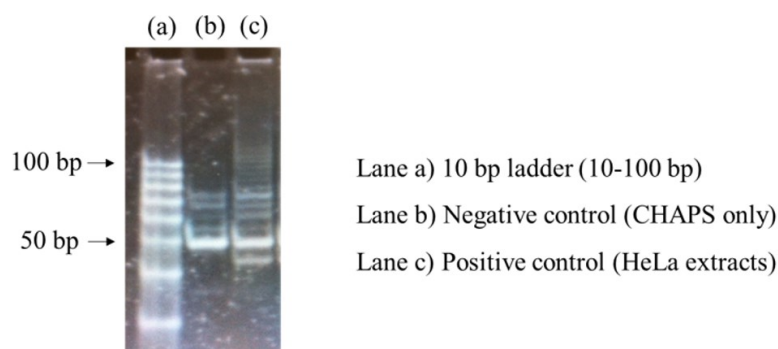 (a) (b) (c)
100 bp
50 bp
Lane a) 10 bp ladder (10-100 bp)
Lane b) Negative control (CHAPS only)
Lane c) Positive control (HeLa extracts)